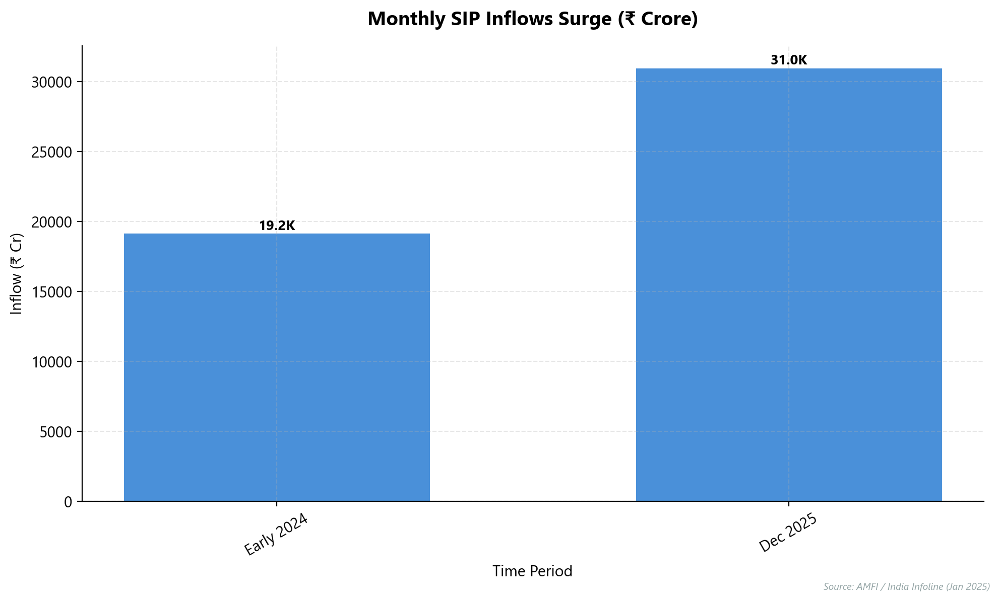 Monthly SIP Inflows Surge (₹ Crore)
31.0K
30000
25000
20000
19.2K
Inflow (₹ Cr)
15000
10000
5000
0
Early 2024
Dec 2025
Time Period
Source: AMFI / India Infoline (Jan 2025)